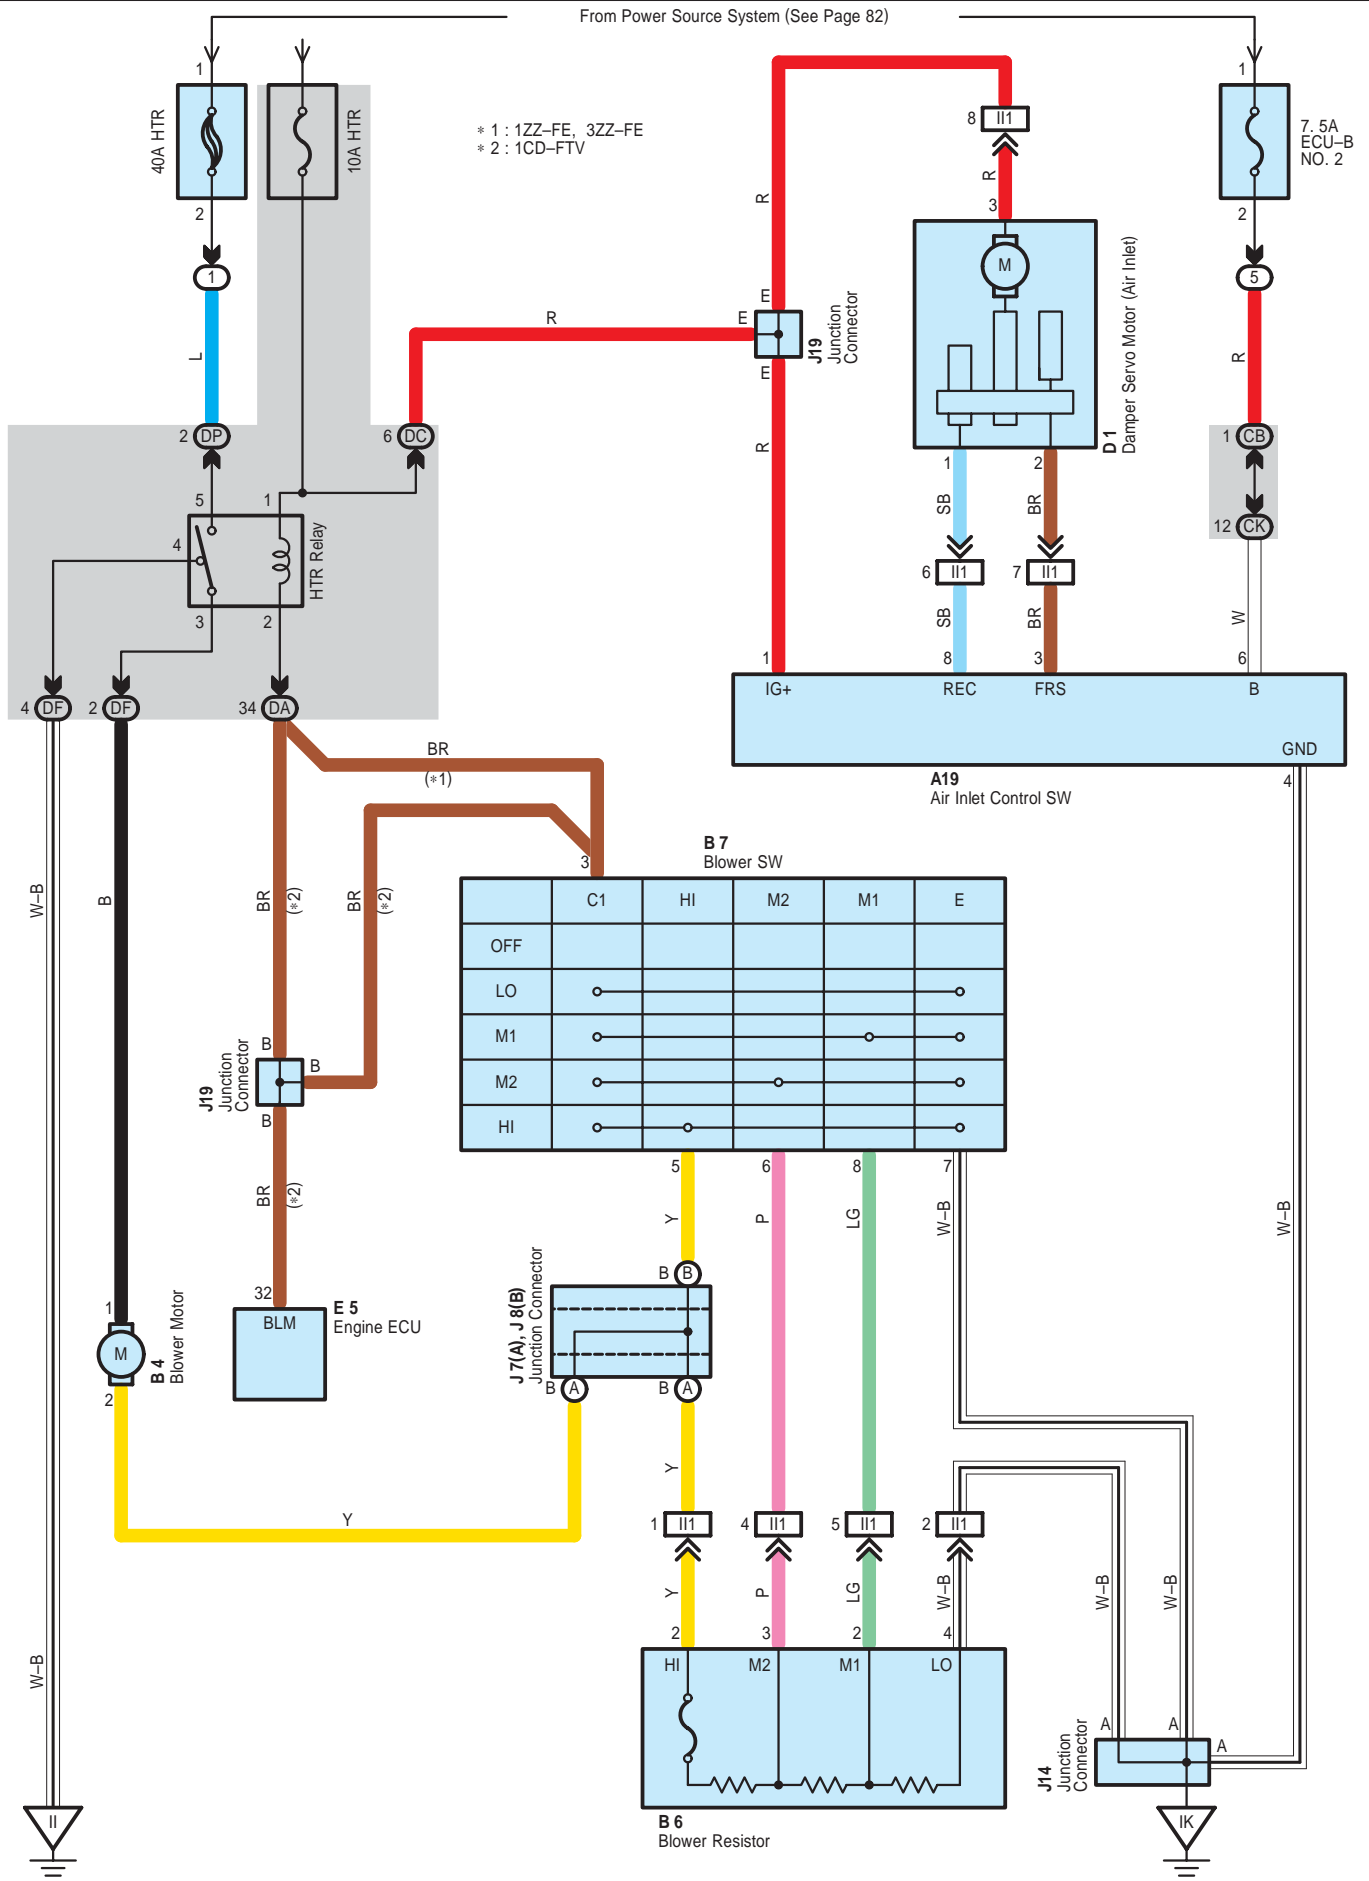 From Power Source System (See Page 82)
1
1
40A HTR
10A HTR
∗ 1 : 1ZZ–FE, 3ZZ–FE
∗ 2 : 1CD–FTV
8 II1
7. 5A
ECU–B
NO. 2
R
R
3
2
2
1
M
5
D 1
Damper Servo Motor (Air Inlet)
E
R
E
J19
Junction
Connector
E
L
R
R
2 DP
6 DC
1 CB
1
2
5
1
SB
BR
12 CK
4
HTR Relay
6 II1
7 II1
3
2
SB
BR
W
1
8
3
6
IG+
REC
FRS
B
4 DF
2 DF
34 DA
GND
BR
(∗1)
4
A19
Air Inlet Control SW
B 7
Blower SW
3
W–B
B
BR
(∗2)
BR
(∗2)
C1
HI
M2
M1
E
OFF
LO
M1
M2
HI
B
B
J19
Junction
Connector
B
5
6
8
7
BR
(∗2)
Y
P
LG
W–B
W–B
B B
J 7(A), J 8(B)
Junction Connector
32
BLM
E 5
Engine ECU
1
M
B 4
Blower Motor
2
B A
B A
Y
Y
1 II1
4 II1
5 II1
2 II1
Y
P
LG
W–B
W–B
W–B
2
3
2
4
HI
M2
M1
LO
W–B
A
A
A
J14
Junction
Connector
II
IK
B 6
Blower Resistor